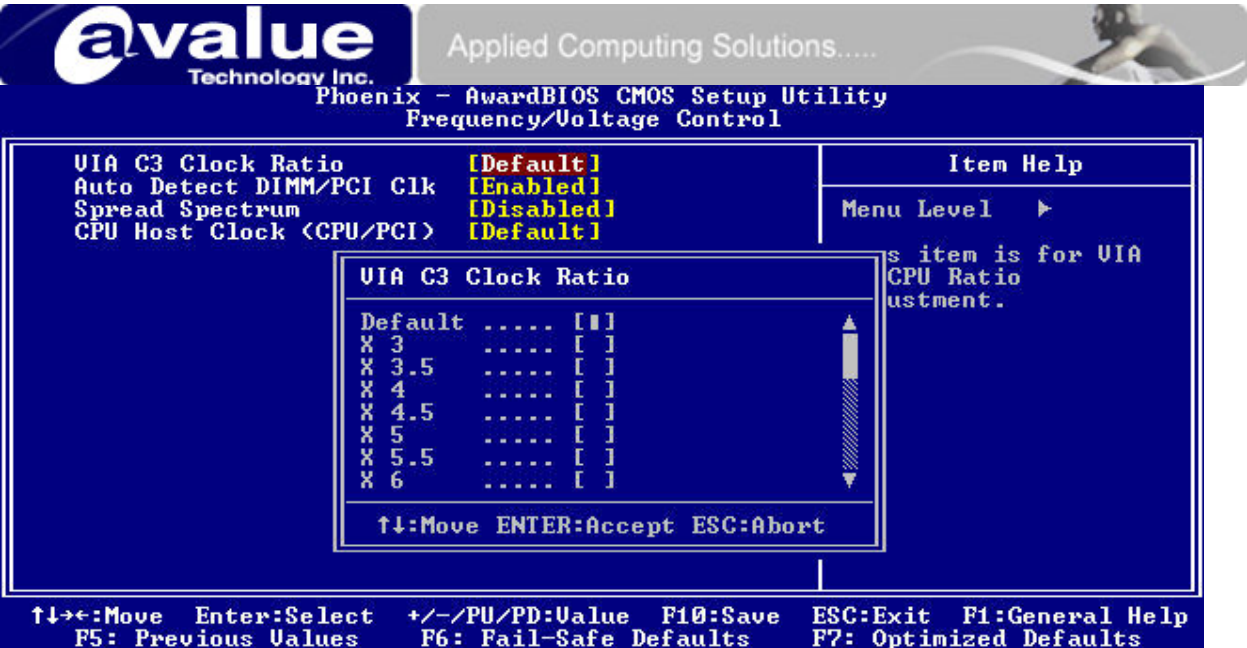 avalue
Technology Inc.
Applied Computing Solutions.....
Phoenix - AwardBIOS CMOS Setup Utility
Frequency/Voltage Control
VIA C3 Clock Ratio [Default]
Auto Detect DIMM/PCI Clk [Enabled]
Spread Spectrum [Disabled]
CPU Host Clock (CPU/PCI) [Default]
Item Help
Menu Level ▶
s item is for VIA
CPU Ratio
ustment.
VIA C3 Clock Ratio
Default ..... [▮]
X 3 ..... [ ]
X 3.5 ..... [ ]
X 4 ..... [ ]
X 4.5 ..... [ ]
X 5 ..... [ ]
X 5.5 ..... [ ]
X 6 ..... [ ]
↑↓:Move ENTER:Accept ESC:Abort
↑↓→←:Move Enter:Select +/-/PU/PD:Value F10:Save ESC:Exit F1:General Help
F5: Previous Values F6: Fail-Safe Defaults F7: Optimized Defaults